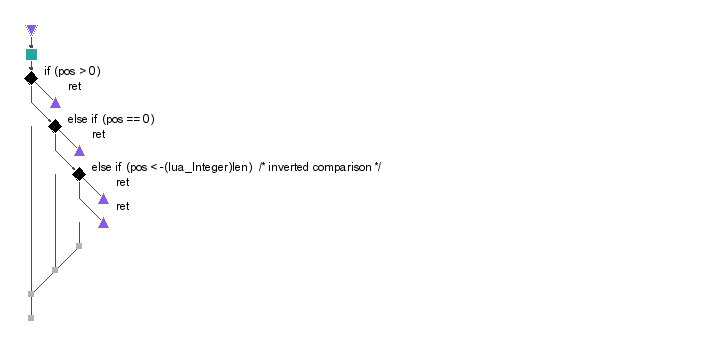 if (pos > 0)
ret
else if (pos == 0)
ret
else if (pos < -(lua_Integer)len)  /* inverted comparison */
ret
ret